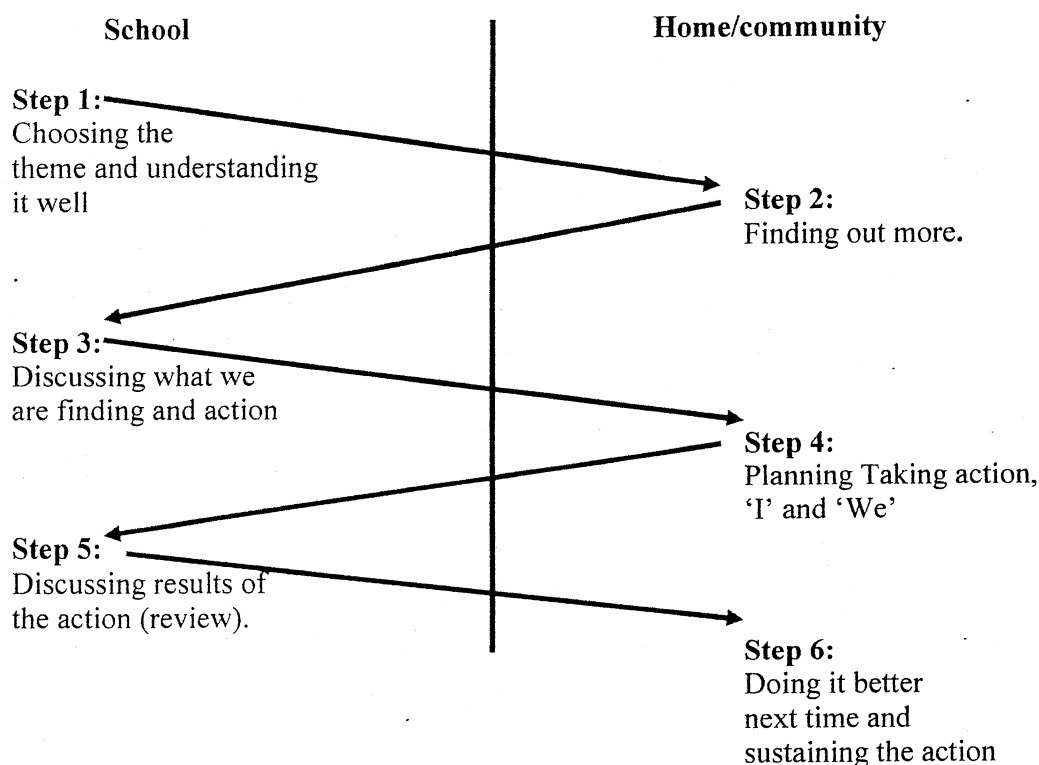 School
Home/community
Step 1:
Choosing the
theme and understanding
it well
Step 2:
Finding out more.
Step 3:
Discussing what we
are finding and action
Step 4:
Planning Taking action,
‘I’ and ‘We’
Step 5:
Discussing results of
the action (review).
Step 6:
Doing it better
next time and
sustaining the action